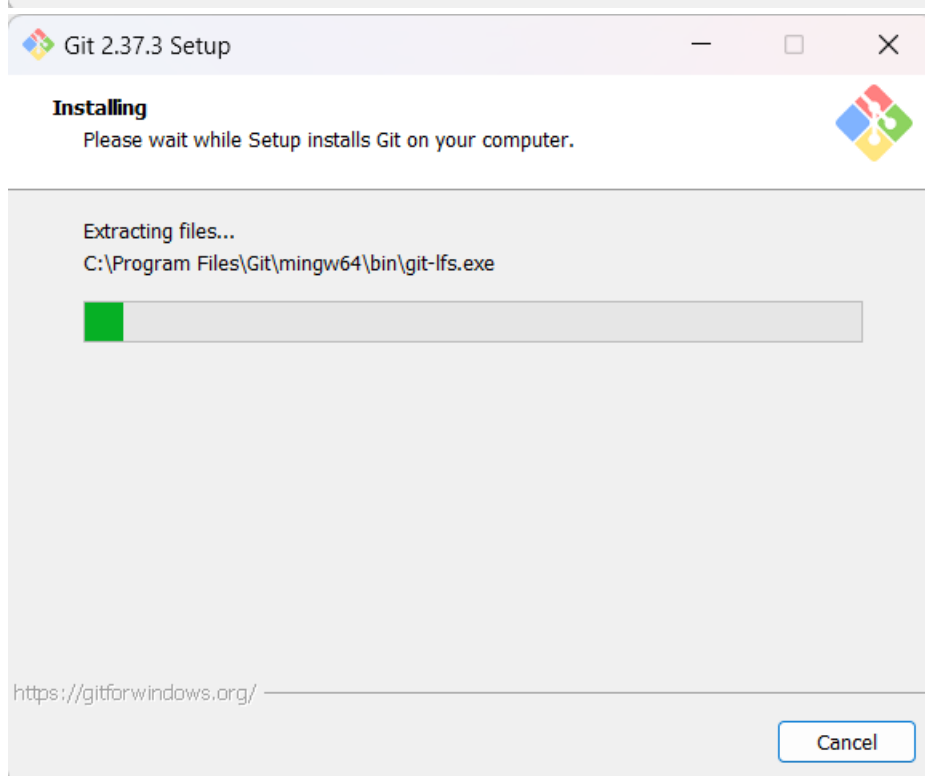 Git 2.37.3 Setup
Installing
Please wait while Setup installs Git on your computer.
Extracting files...
C:\Program Files\Git\mingw64\bin\git-lfs.exe
https://gitforwindows.org/
Cancel